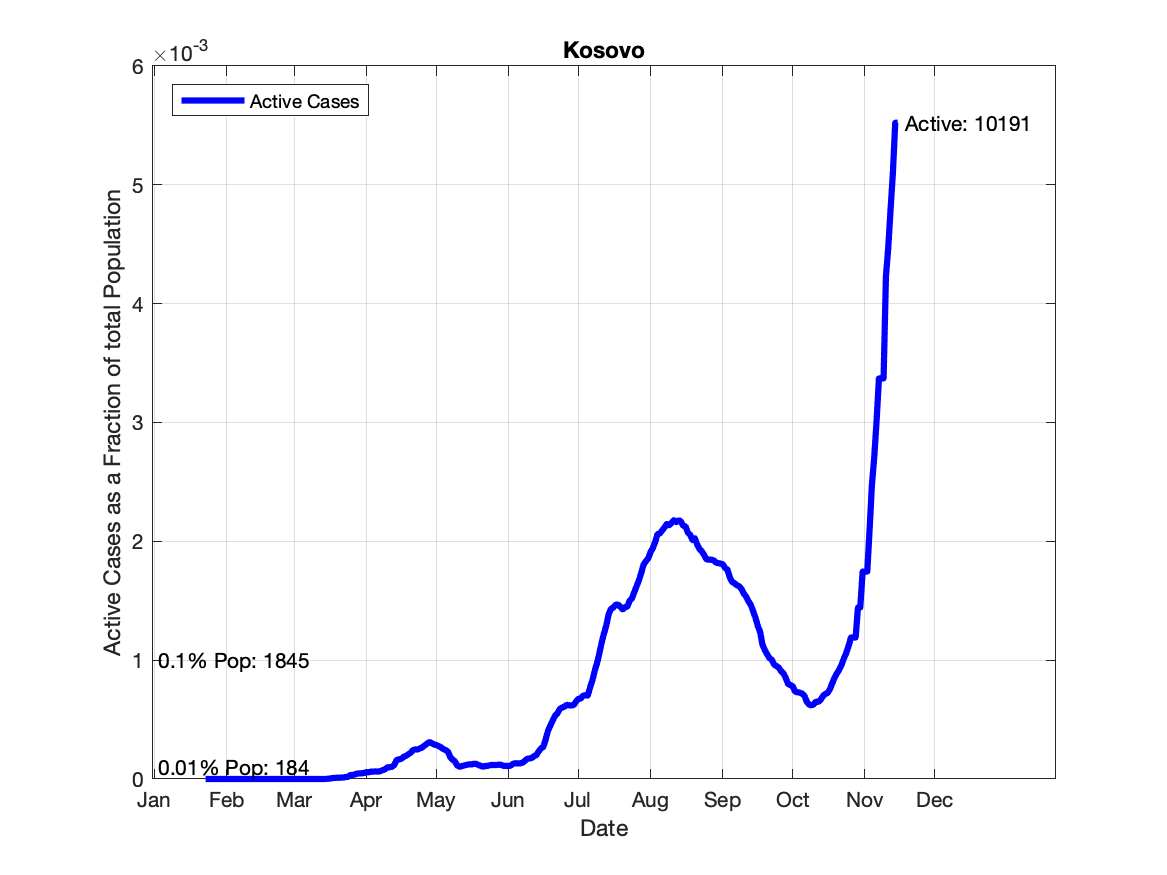 Kosovo
×10-3
Active Cases
6
5
4
3
2
1
0
Active Cases as a Fraction of total Population
Active: 10191
0.1% Pop: 1845
0.01% Pop: 184
Jan Feb Mar Apr May Jun Jul Aug Sep Oct Nov Dec
Date